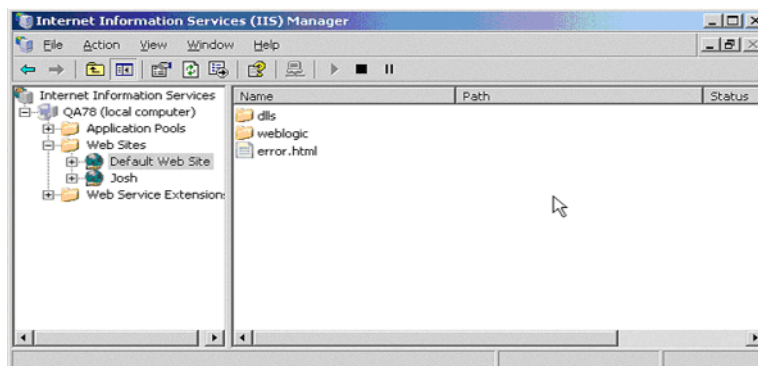 Internet Information Services (IIS) Manager
File Action View Window Help
Internet Information Services
QA78 (local computer)
Application Pools
Web Sites
Default Web Site
Josh
Web Service Extension
Name Path Status
dlls
weblogic
error.html